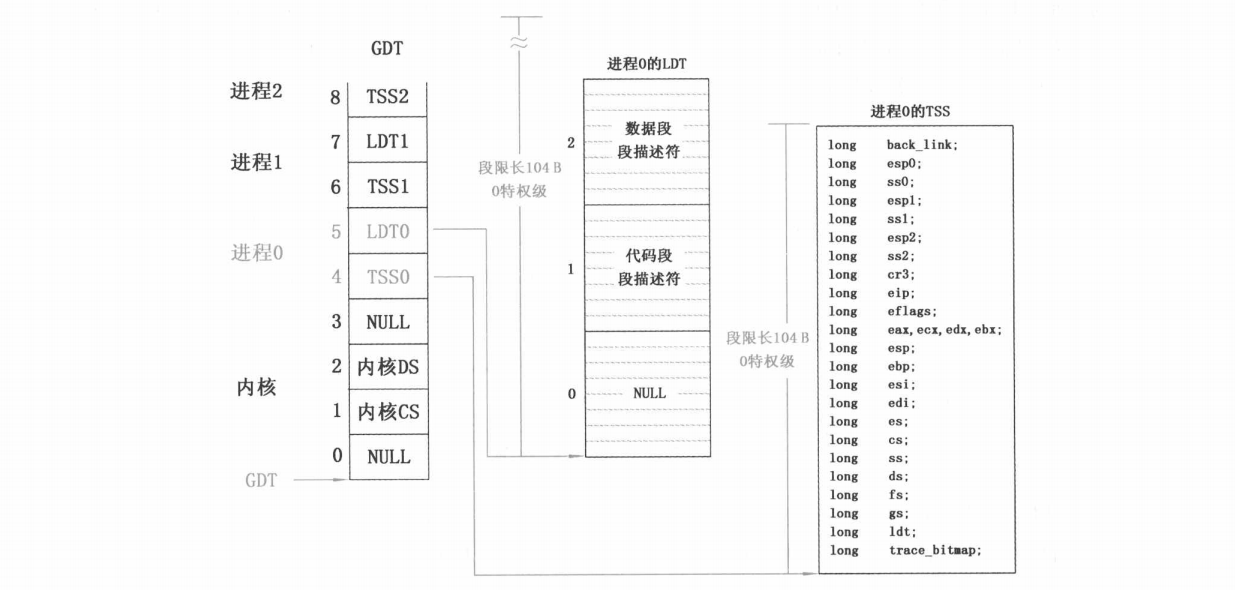 GDT
进程2
8 TSS2
7 LDT1
进程1
6 TSS1
5 LDT0
进程0
4 TSS0
3 NULL
2 内核DS
内核
1 内核CS
0 NULL
GDT
段限长104B
0特权级
进程0的LDT
数据段
2
段描述符
代码段
1
段描述符
0 NULL
段限长104B
0特权级
进程0的TSS
long back_link;
long esp0;
long ss0;
long esp1;
long ss1;
long esp2;
long ss2;
long cr3;
long eip;
long eflags;
long eax,ecx,edx,ebx;
long esp;
long ebp;
long esi;
long edi;
long es;
long cs;
long ss;
long ds;
long fs;
long gs;
long ldt;
long trace_bitmap;